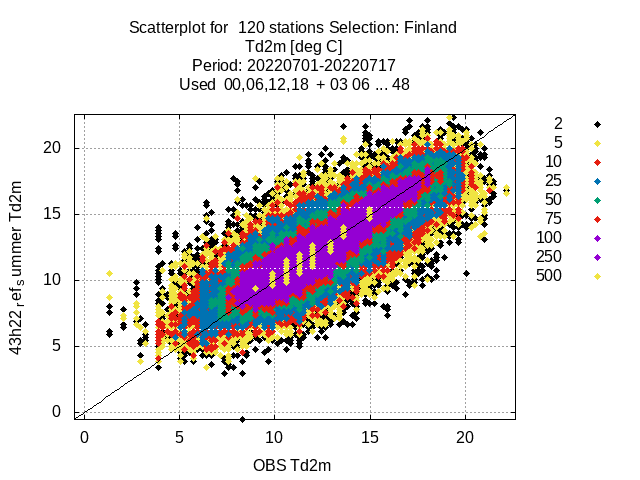 Scatterplot for  120 stations Selection: Finland
Td2m [deg C]
Period: 20220701-20220717
Used  00,06,12,18  + 03 06 ... 48
2
5
10
25
50
75
100
250
500
20
15
10
5
0
43h22_ref_summer Td2m
0 5 10 15 20
OBS Td2m